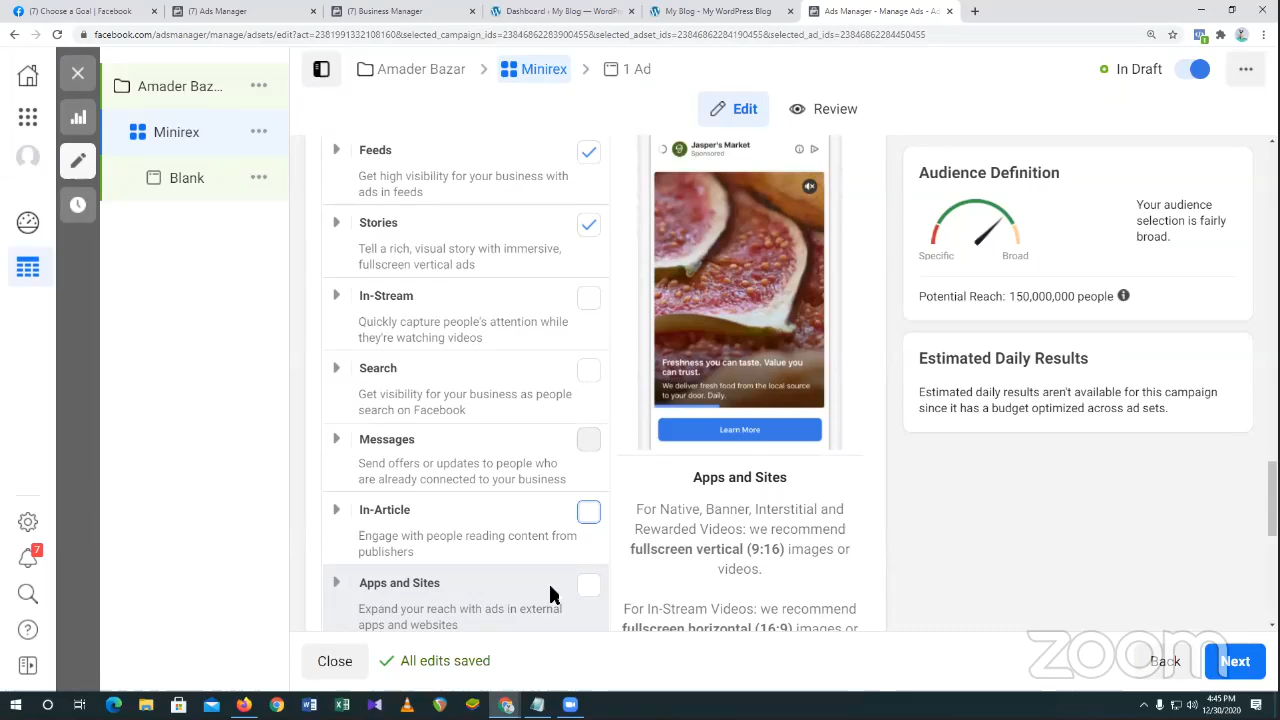 (7) Choose a Login for Facebook
(7) Minirex
(7) Business Manager
Dashboard ‹ My Blog — WordPr
My Blog - My Blog — WordPress
Ads Manager - Manage Ads - Ad
facebook.com/adsmanager/manage/adsets/edit?act=2381991332108160&selected_campaign_ids=23846862283900455&selected_adset_ids=23846862284190455&selected_ad_ids=23846862284450455
Amader Bazar
Minirex
1 Ad
In Draft
Amader Baz...
Minirex
Blank
Edit
Review
Feeds
Get high visibility for your business with
ads in feeds
Stories
Tell a rich, visual story with immersive,
fullscreen vertical ads
In-Stream
Quickly capture people's attention while
they're watching videos
Search
Get visibility for your business as people
search on Facebook
Messages
Send offers or updates to people who
are already connected to your business
In-Article
Engage with people reading content from
publishers
Apps and Sites
Expand your reach with ads in external
apps and websites
Jasper's Market
Sponsored
Freshness you can taste. Value you
can trust.
We deliver fresh food from the local source
to your door. Daily.
Learn More
Apps and Sites
For Native, Banner, Interstitial and
Rewarded Videos: we recommend
fullscreen vertical (9:16) images or
videos.
For In-Stream Videos: we recommend
fullscreen horizontal (16:9) images or
Audience Definition
Specific
Broad
Your audience
selection is fairly
broad.
Potential Reach: 150,000,000 people
Estimated Daily Results
Estimated daily results aren't available for this campaign
since it has a budget optimized across ad sets.
7
Close
All edits saved
Back
Next
zoom
4:45 PM
12/30/2020